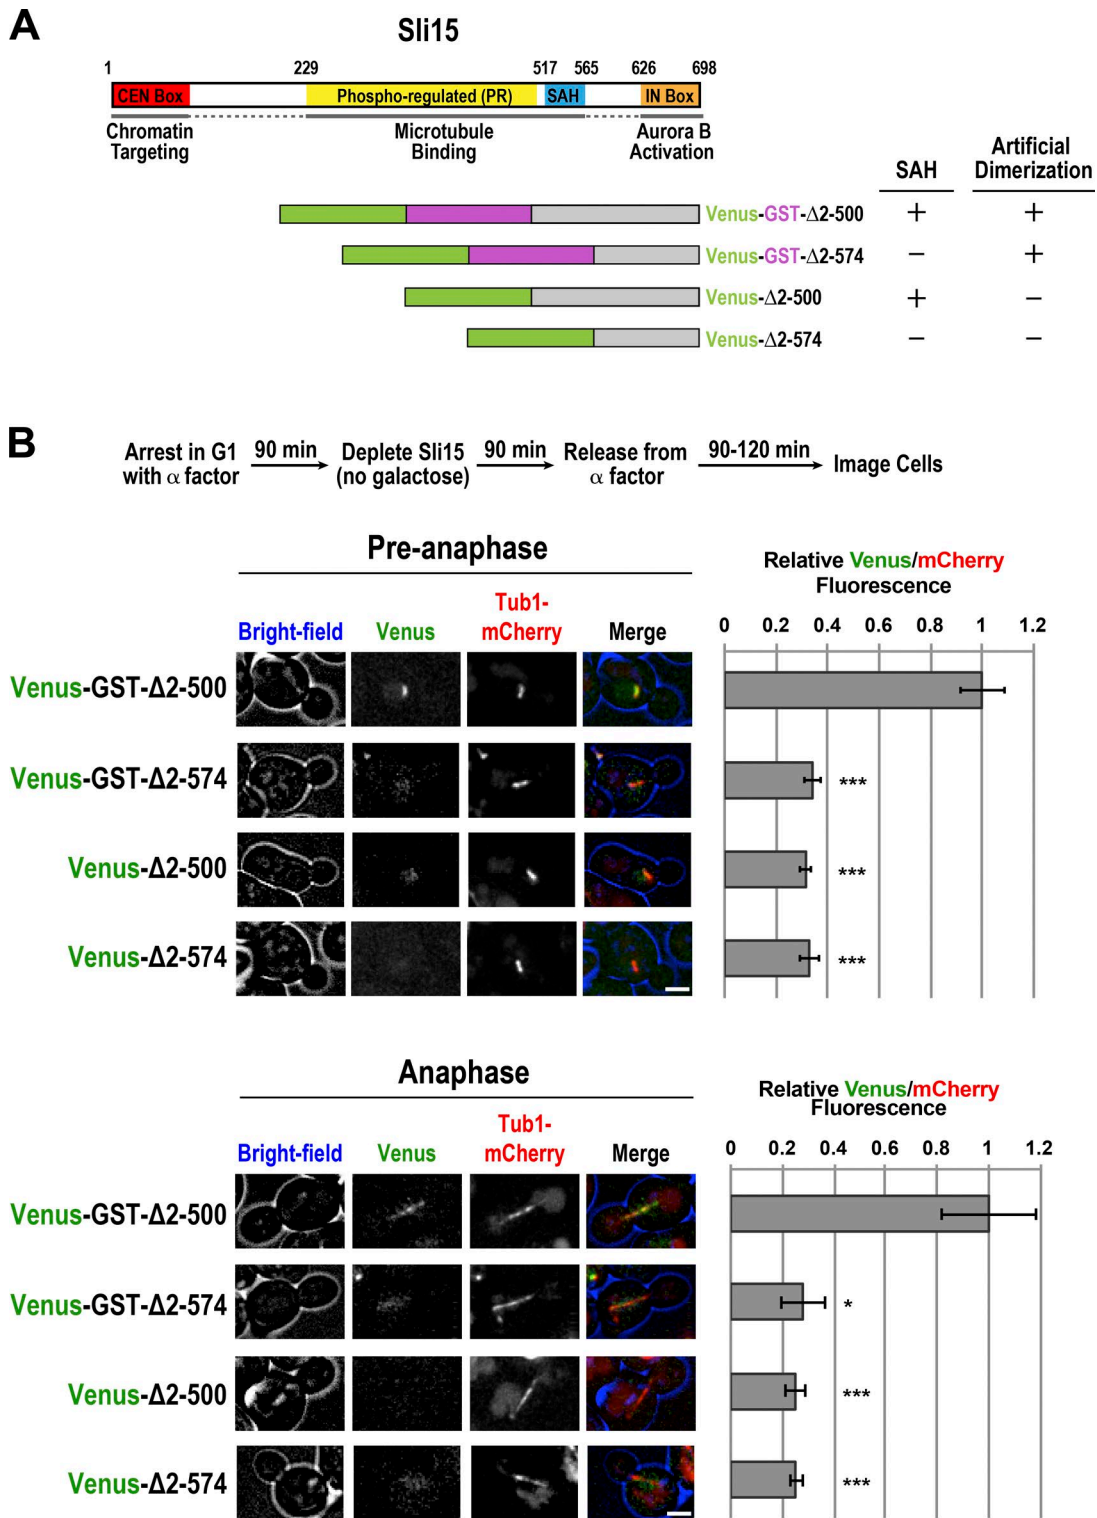 A
Sli15
1 229 517 565 626 698
CEN Box Phospho-regulated (PR) SAH IN Box
Chromatin Targeting
Microtubule Binding
Aurora B Activation
SAH
Artificial Dimerization
Venus-GST-Δ2-500 + +
Venus-GST-Δ2-574 − +
Venus-Δ2-500 + −
Venus-Δ2-574 − −
B
Arrest in G1 with α factor
90 min
Deplete Sli15 (no galactose)
90 min
Release from α factor
90-120 min
Image Cells
Pre-anaphase
Bright-field Venus Tub1-mCherry Merge
Relative Venus/mCherry
Fluorescence
0 0.2 0.4 0.6 0.8 1 1.2
Venus-GST-Δ2-500
Venus-GST-Δ2-574 ***
Venus-Δ2-500 ***
Venus-Δ2-574 ***
Anaphase
Bright-field Venus Tub1-mCherry Merge
Relative Venus/mCherry
Fluorescence
0 0.2 0.4 0.6 0.8 1 1.2
Venus-GST-Δ2-500
Venus-GST-Δ2-574 *
Venus-Δ2-500 ***
Venus-Δ2-574 ***